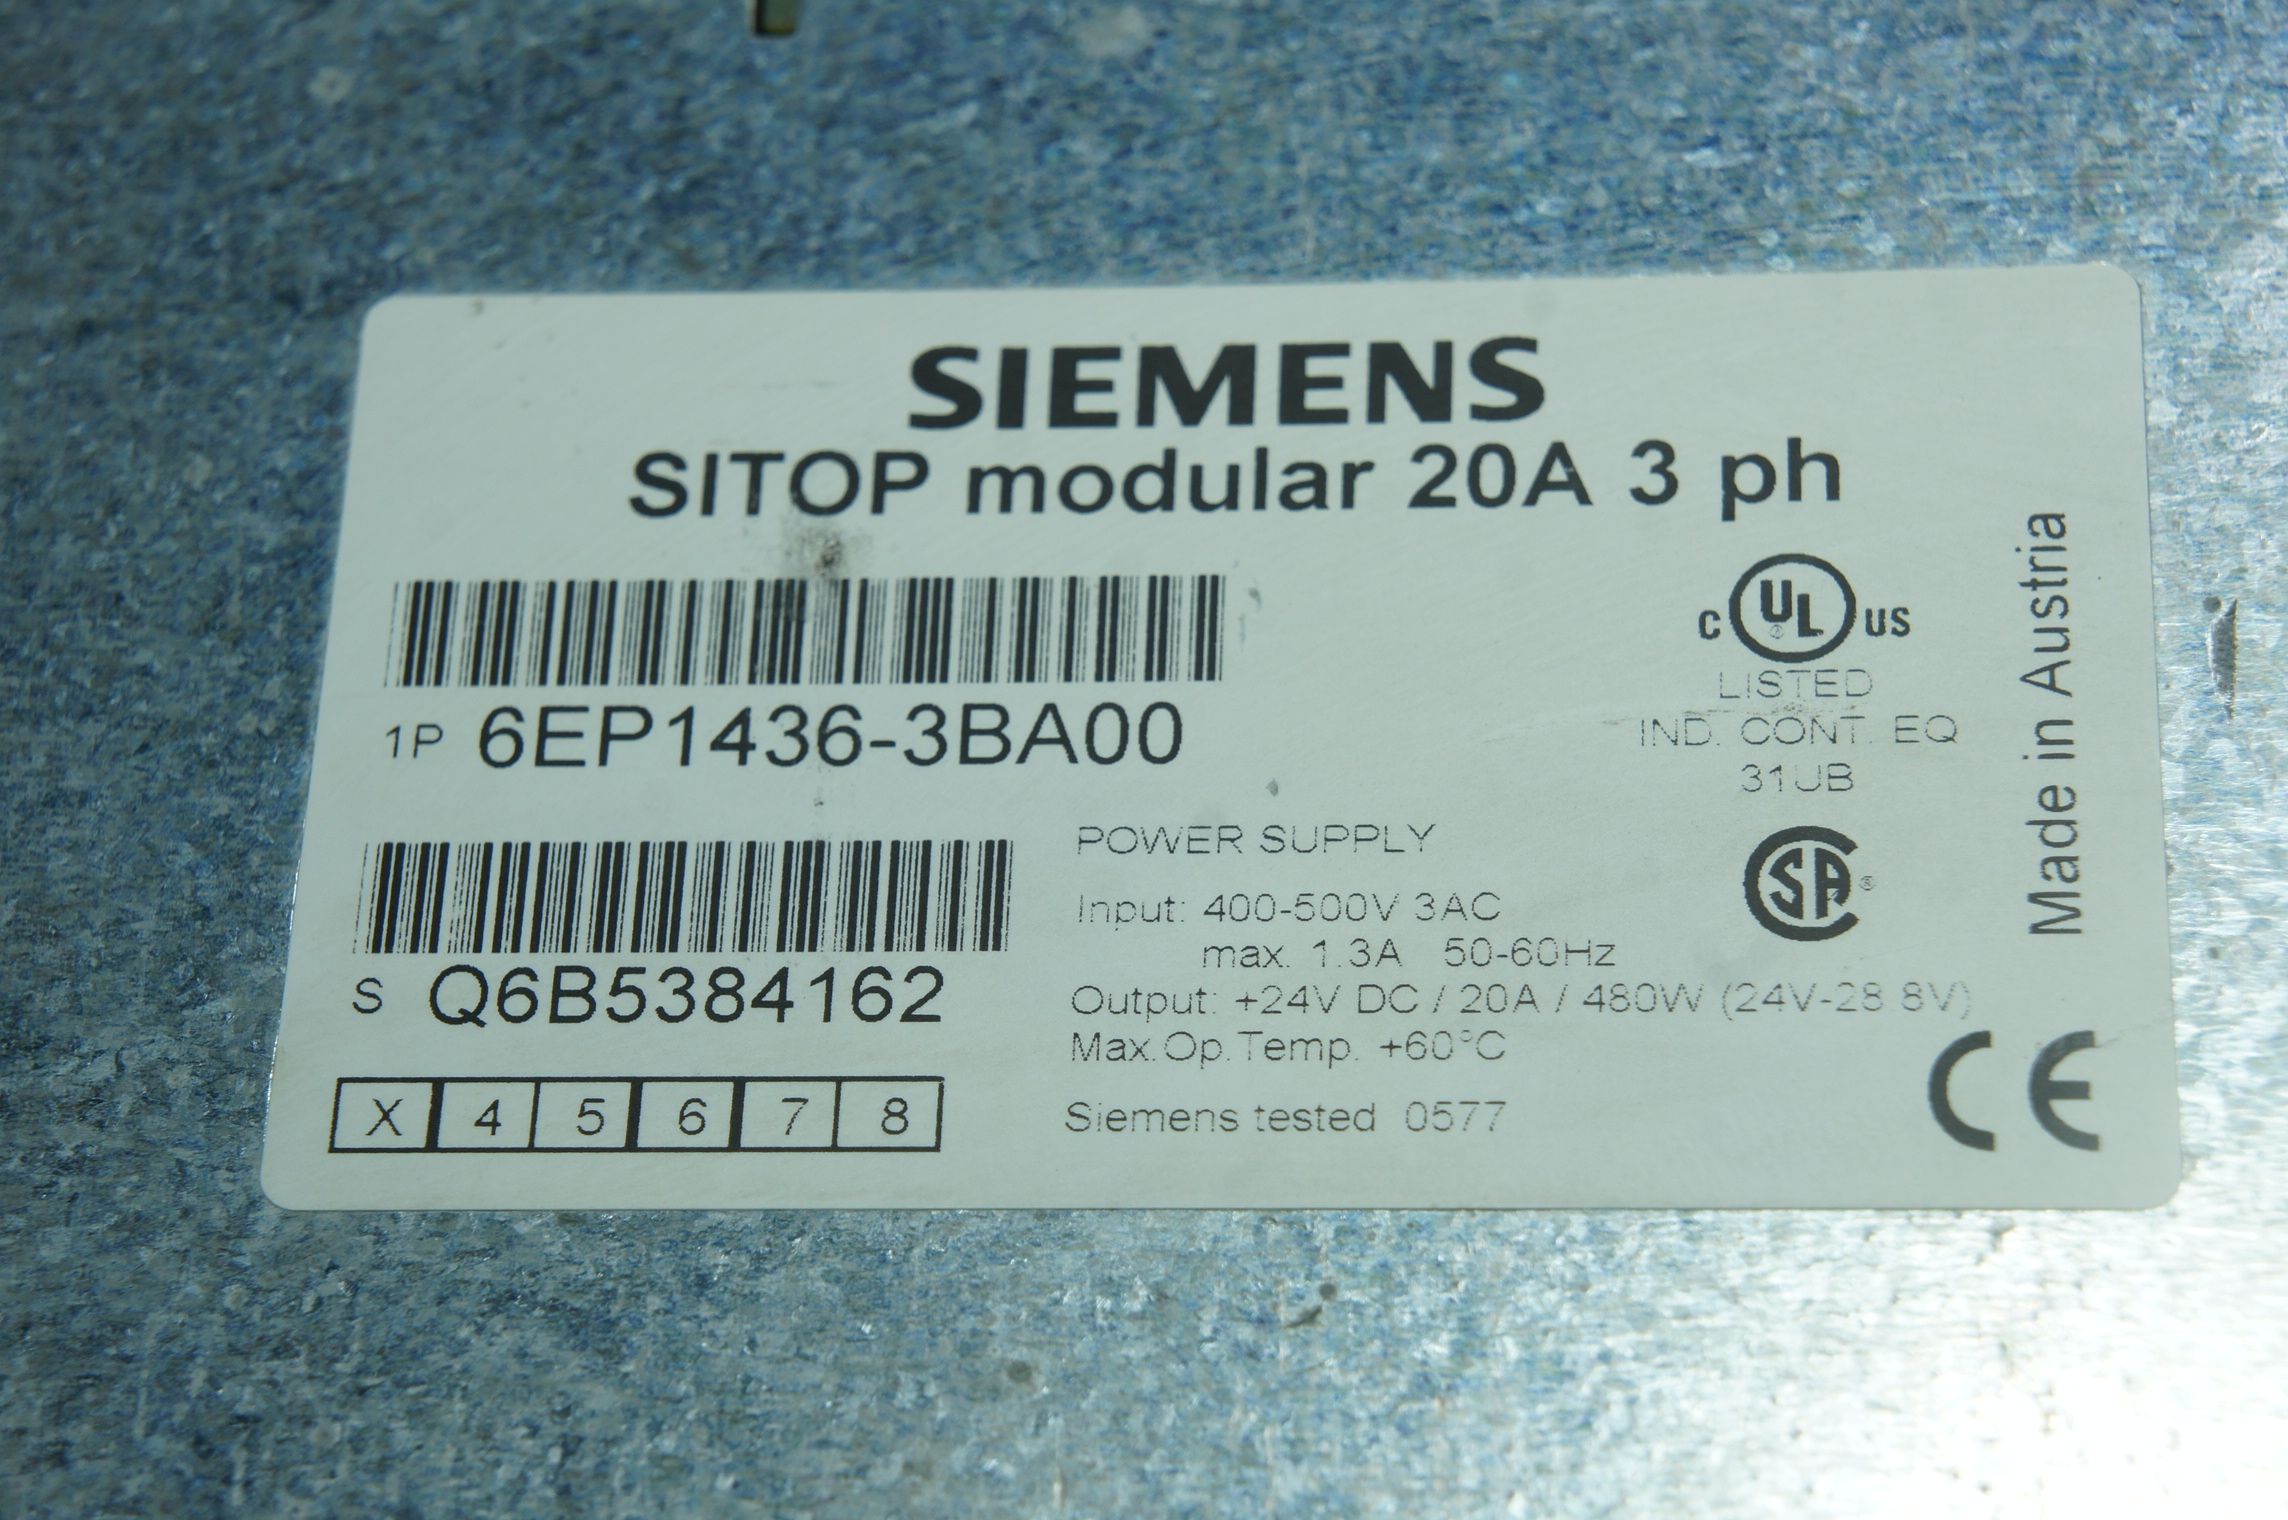 SIEMENS
SITOP modular 20A 3 ph
1P 6EP1436-3BA00
S Q6B5384162
X 4 5 6 7 8
C UL ® US
LISTED
IND. CONT. EQ
31UB
SA ®
POWER SUPPLY
Input: 400-500V 3AC
max. 1.3A 50-60Hz
Output: +24V DC / 20A / 480W (24V-28.8V)
Max.Op.Temp. +60°C
Siemens tested 0577
CE
Made in Austria